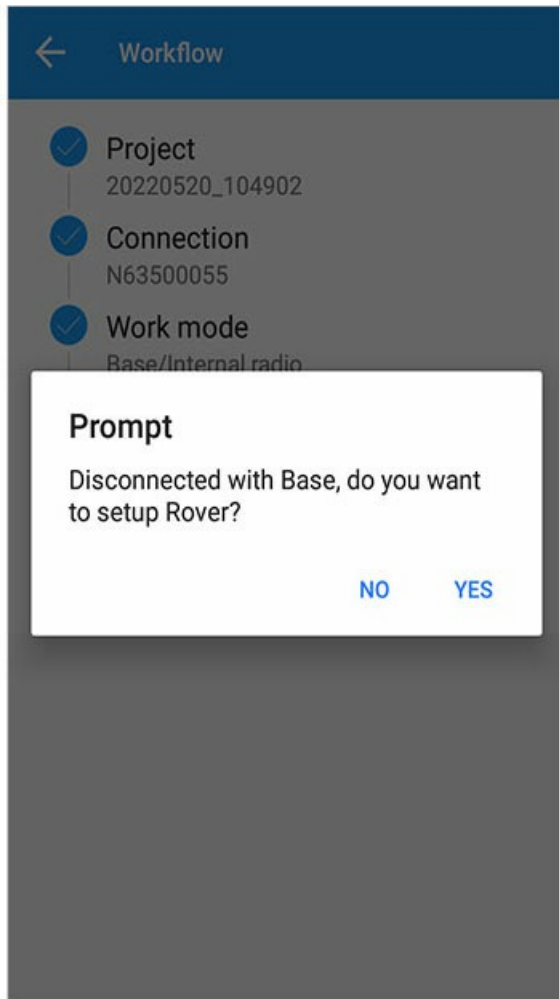 Workflow
Project
20220520_104902
Connection
N63500055
Work mode
Base/Internal radio
Prompt
Disconnected with Base, do you want
to setup Rover?
NO YES